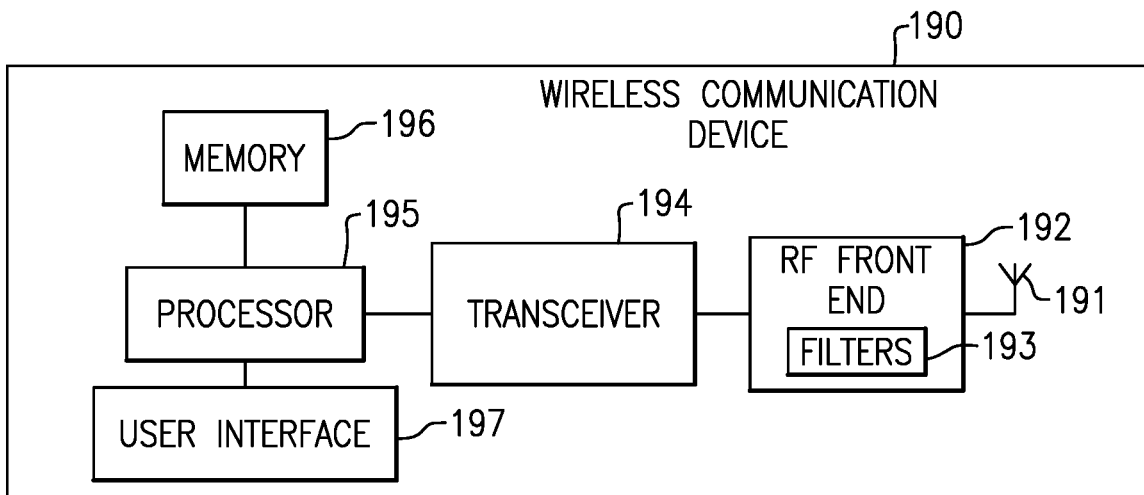 190
WIRELESS COMMUNICATION
DEVICE
196
MEMORY
195
PROCESSOR
194
TRANSCEIVER
192
RF FRONT
END
FILTERS
193
191
USER INTERFACE
197